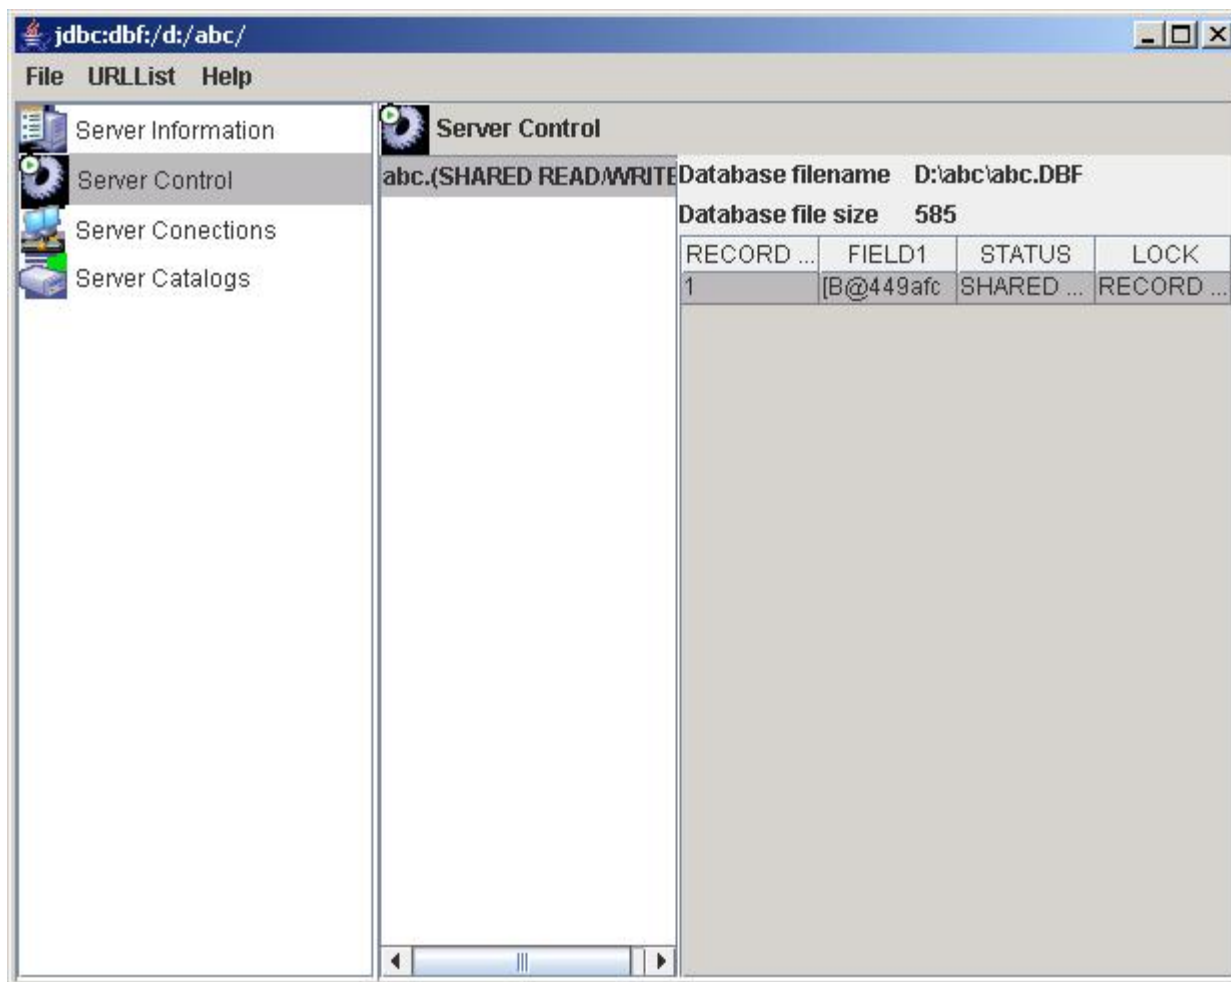 jdbc:dbf:/d:/abc/
File URLList Help
Server Information
Server Control
Server Conections
Server Catalogs
Server Control
abc.(SHARED READ/WRITE
Database filename D:\abc\abc.DBF
Database file size 585
RECORD ... FIELD1 STATUS LOCK
1 [B@449afc SHARED ... RECORD ...